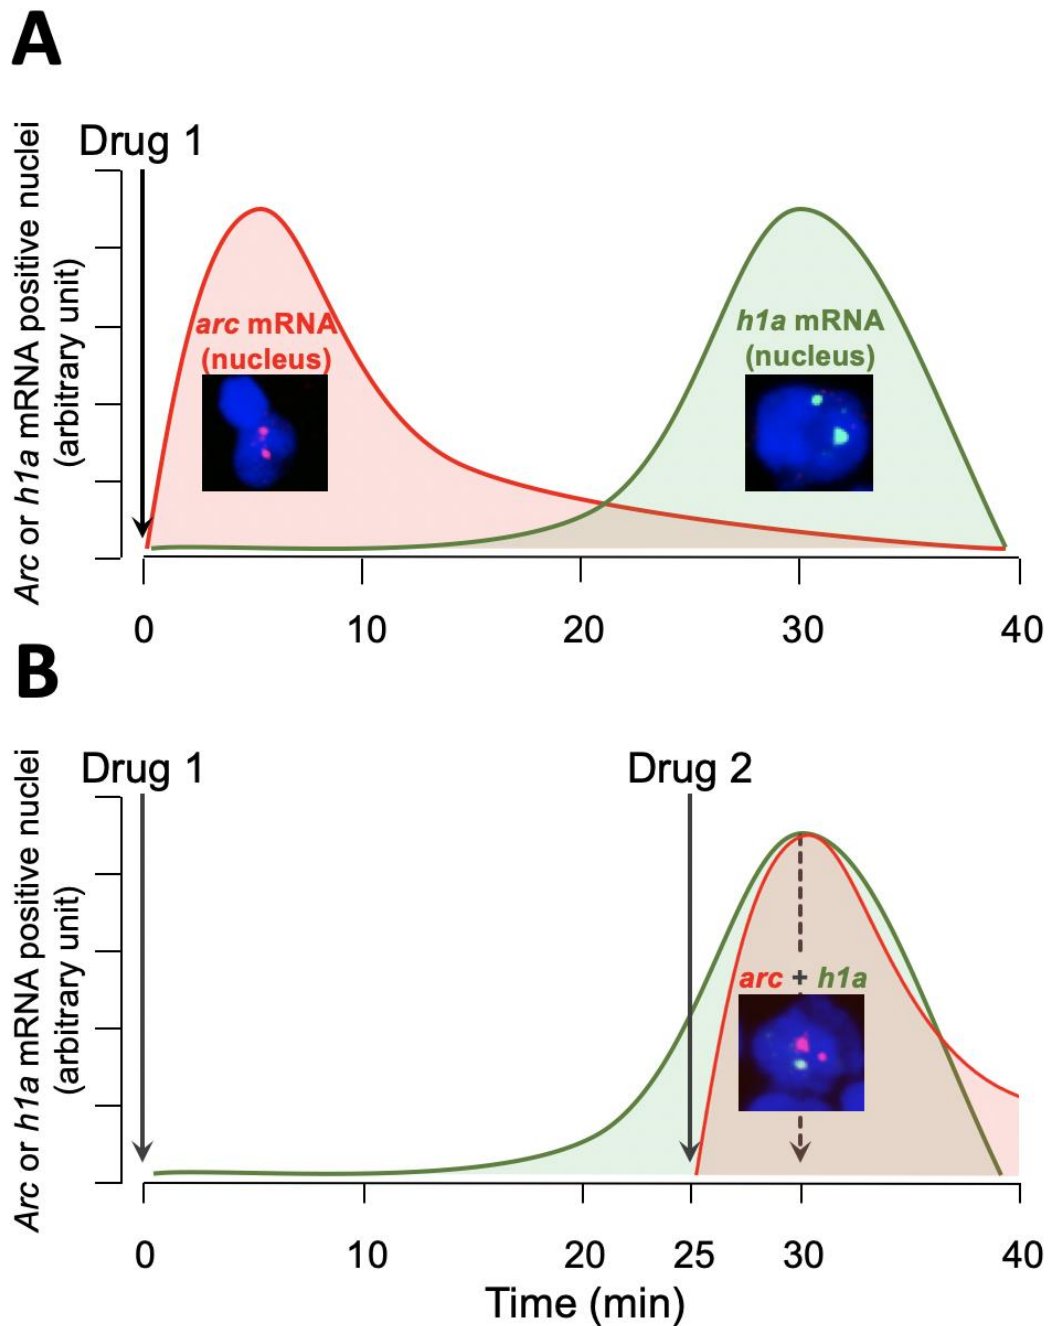 A
Drug 1
Arc or h1a mRNA positive nuclei
(arbitrary unit)
arc mRNA
(nucleus)
h1a mRNA
(nucleus)
0 10 20 30 40
B
Drug 1 Drug 2
Arc or h1a mRNA positive nuclei
(arbitrary unit)
arc + h1a
0 10 20 25 30 40
Time (min)